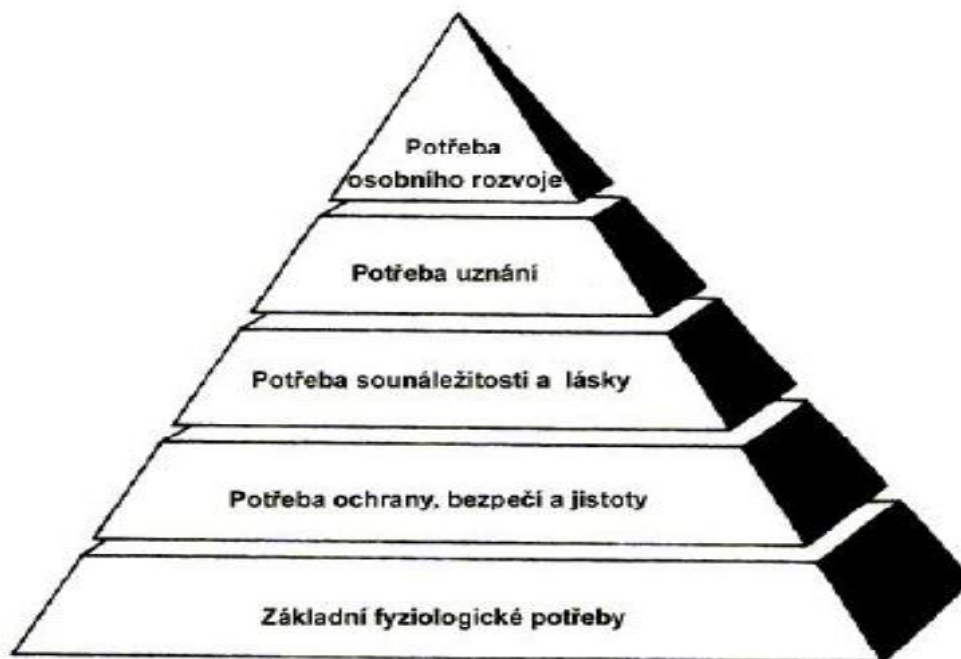 Potřeba
osobního rozvoje
Potřeba uznání
Potřeba sounáležitosti a lásky
Potřeba ochrany, bezpečí a jistoty
Základní fyziologické potřeby